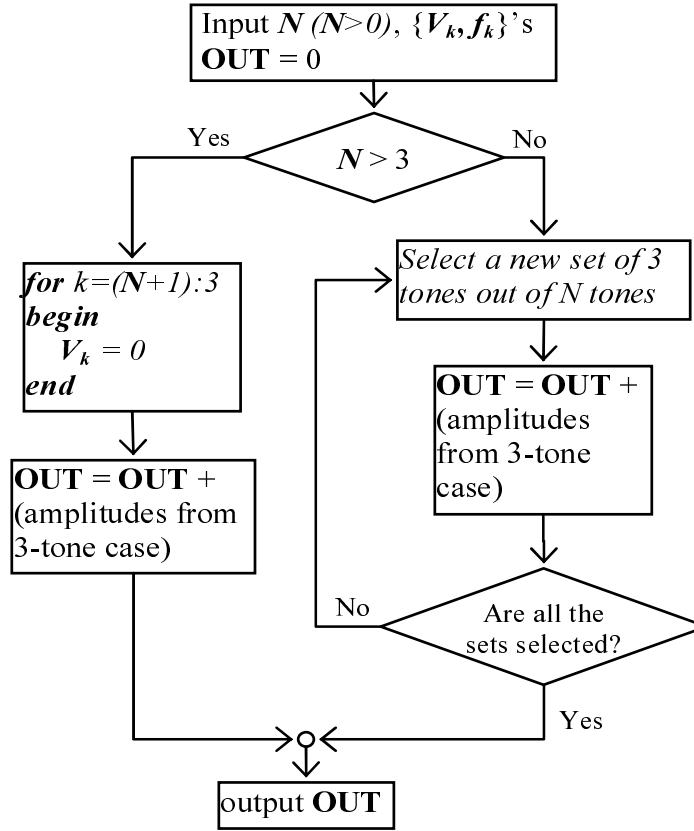 Input N (N>0), {Vk, fk}'s
OUT = 0
Yes
No
N > 3
for k=(N+1):3
begin
Vk = 0
end
Select a new set of 3
tones out of N tones
OUT = OUT +
(amplitudes
from 3-tone
case)
OUT = OUT +
(amplitudes from
3-tone case)
No
Are all the
sets selected?
Yes
output OUT